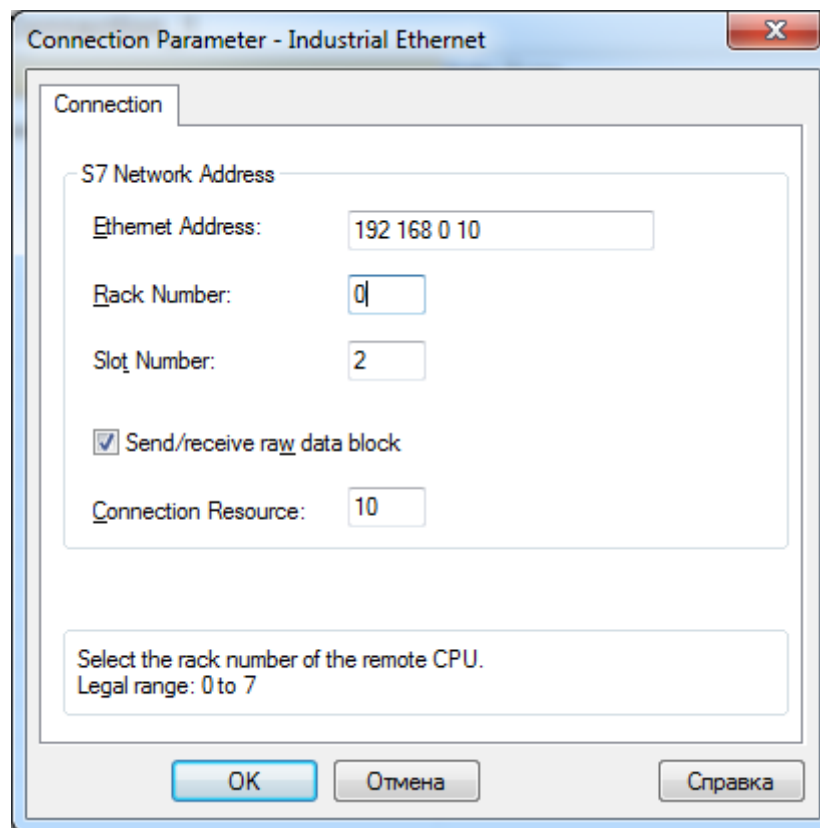 Connection Parameter - Industrial Ethernet
Connection
S7 Network Address
Ethernet Address: 192 168 0 10
Rack Number: 0
Slot Number: 2
Send/receive raw data block
Connection Resource: 10
Select the rack number of the remote CPU.
Legal range: 0 to 7
OK Отмена Справка